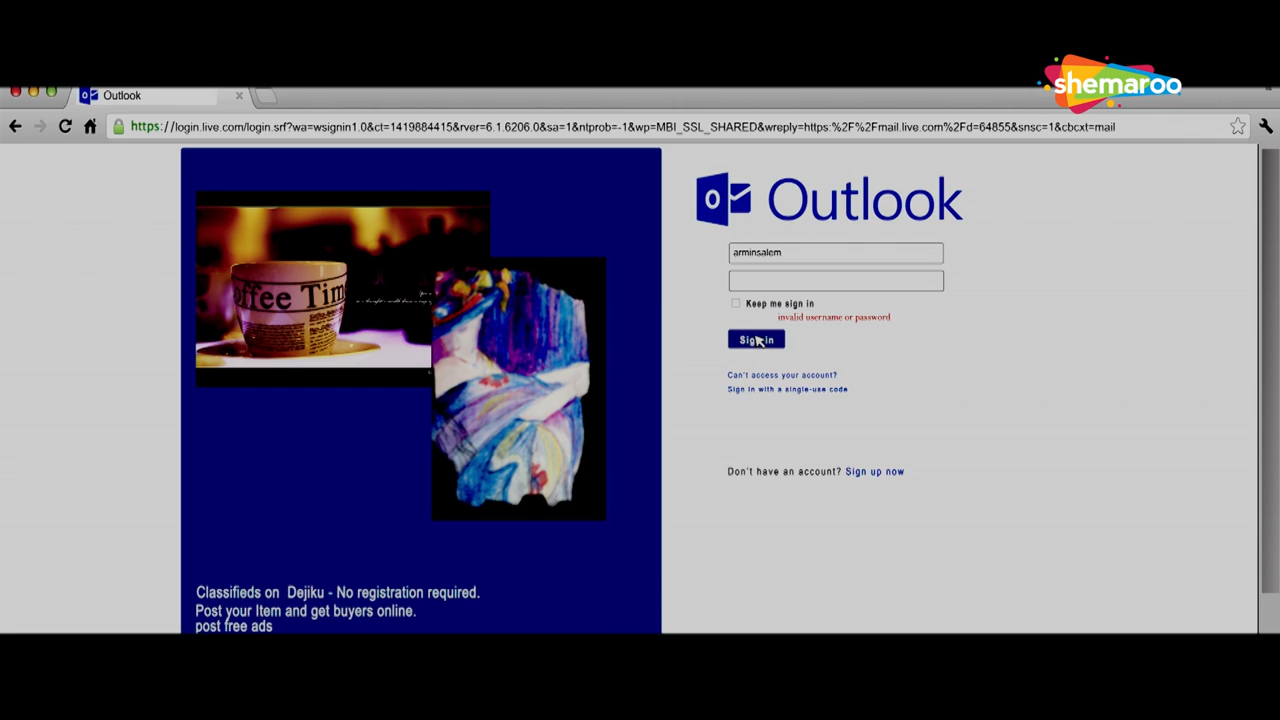 shemaroo
Outlook
https://login.live.com/login.srf?wa=wsignin1.0&ct=1419884415&rver=6.1.6206.0&sa=1&ntprob=-1&wp=MBI_SSL_SHARED&wreply=https:%2F%2Fmail.live.com%2Fd=64855&snsc=1&cbcxt=mail
offee Tim
Outlook
arminsalem
Keep me sign in
invalid username or password
Sign in
Can't access your account?
Sign in with a single-use code
Don't have an account? Sign up now
Classifieds on Dejiku - No registration required.
Post your Item and get buyers online.
post free ads